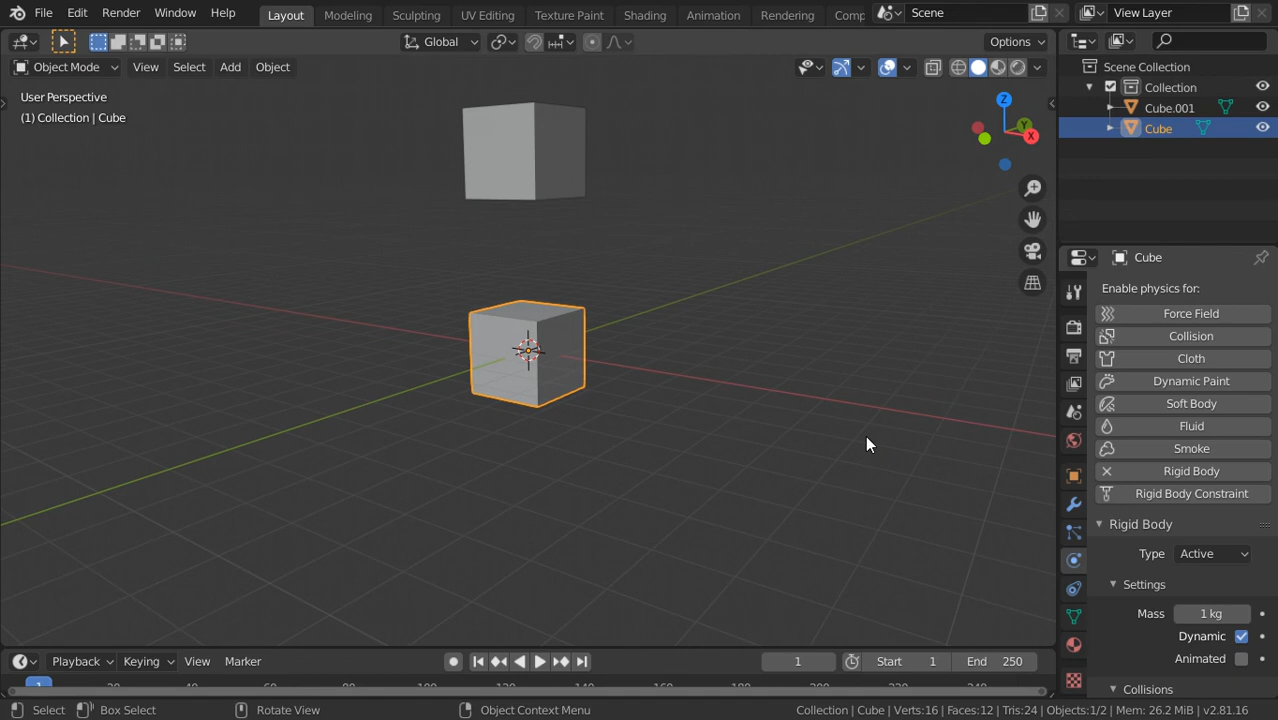 File Edit Render Window Help Layout Modeling Sculpting UV Editing Texture Paint Shading Animation Rendering Comp Scene View Layer
Global Options
Object Mode View Select Add Object
User Perspective
(1) Collection | Cube
Z
Y
X
Scene Collection
Collection
Cube.001
Cube
Cube
Enable physics for:
Force Field
Collision
Cloth
Dynamic Paint
Soft Body
Fluid
Smoke
Rigid Body
Rigid Body Constraint
Rigid Body
Type Active
Settings
Mass 1 kg
Dynamic
Animated
Collisions
Playback Keying View Marker 1 Start 1 End 250
1
Select Box Select Rotate View Object Context Menu Collection | Cube | Verts:16 | Faces:12 | Tris:24 | Objects:1/2 | Mem: 26.2 MiB | v2.81.16